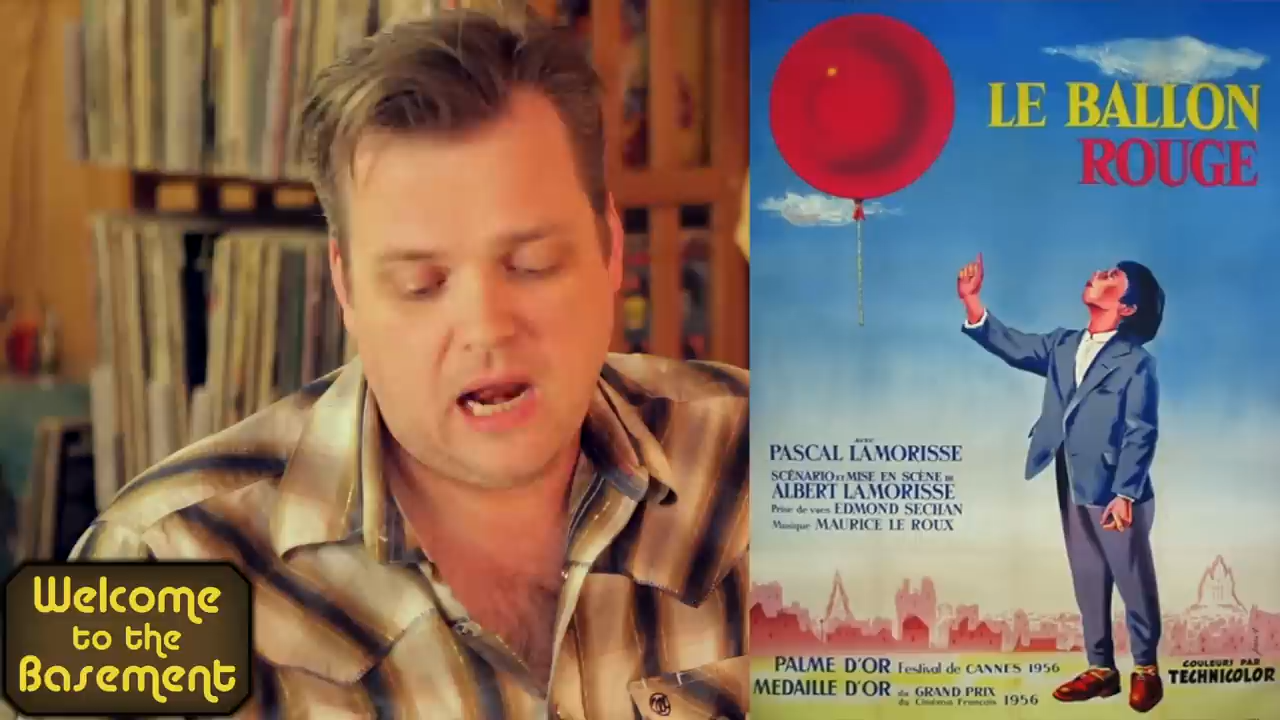 LE BALLON
ROUGE
AVEC
PASCAL LAMORISSE
SCÉNARIO ET MISE EN SCÈNE DE
ALBERT LAMORISSE
Prise de vues EDMOND SECHAN
Musique MAURICE LE ROUX
PALME D'OR Festival de CANNES 1956
MEDAILLE D'OR du GRAND PRIX
du Cinéma Français 1956
COULEURS PAR
TECHNICOLOR
Welcome
to the
Basement